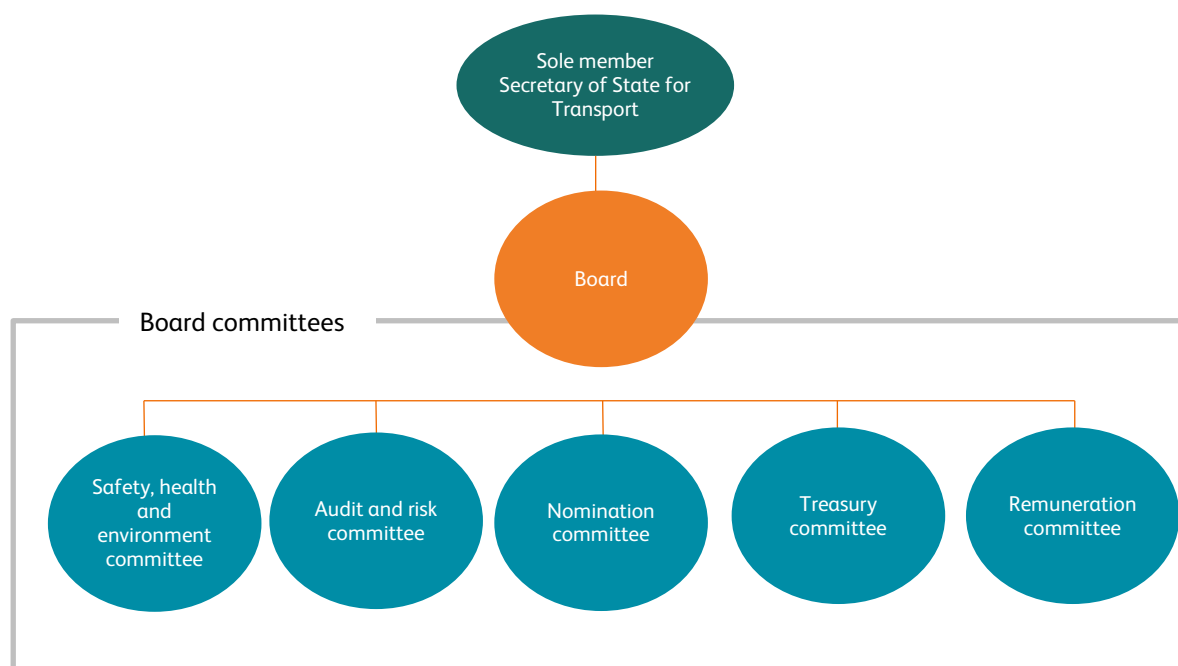 Sole member
Secretary of State for
Transport
Board
Board committees
Safety, health
and
environment
committee
Audit and risk
committee
Nomination
committee
Treasury
committee
Remuneration
committee